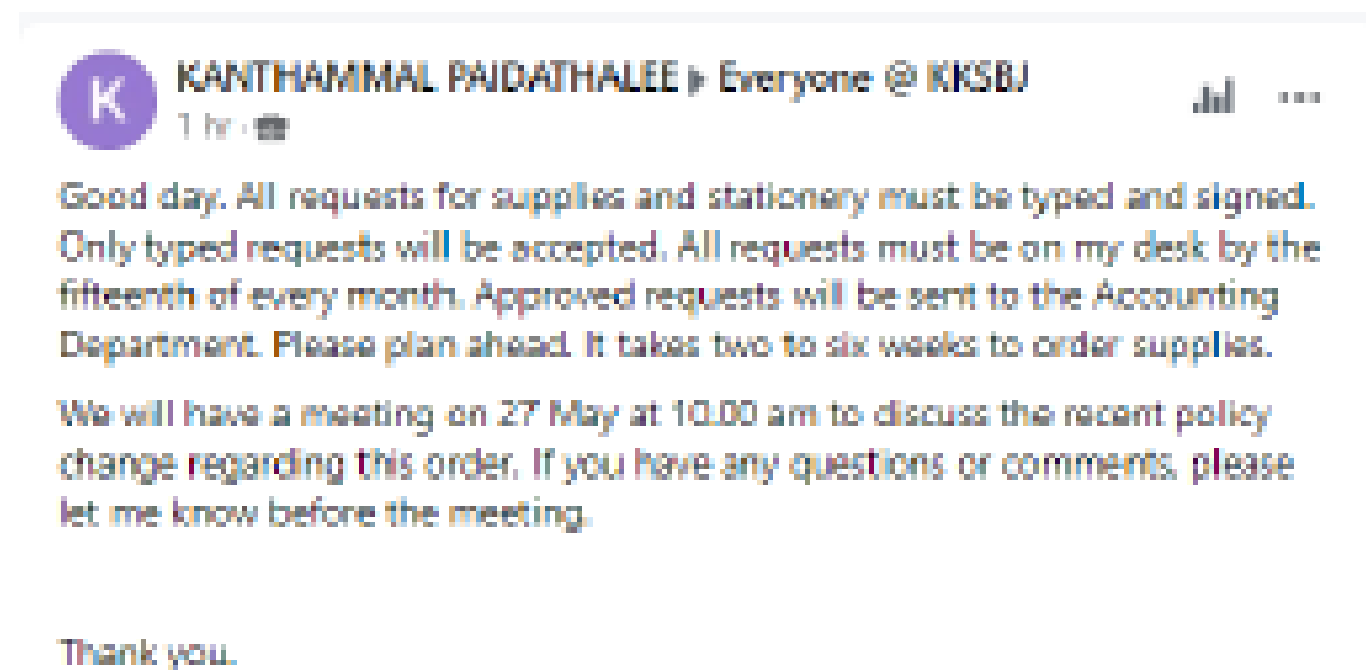 K
KANTHAMMAL PAIDATHALEE ▸ Everyone @ KKSBJ
1 hr ·
Good day. All requests for supplies and stationery must be typed and signed.
Only typed requests will be accepted. All requests must be on my desk by the
fifteenth of every month. Approved requests will be sent to the Accounting
Department. Please plan ahead. It takes two to six weeks to order supplies.
We will have a meeting on 27 May at 10.00 am to discuss the recent policy
change regarding this order. If you have any questions or comments, please
let me know before the meeting.
Thank you.